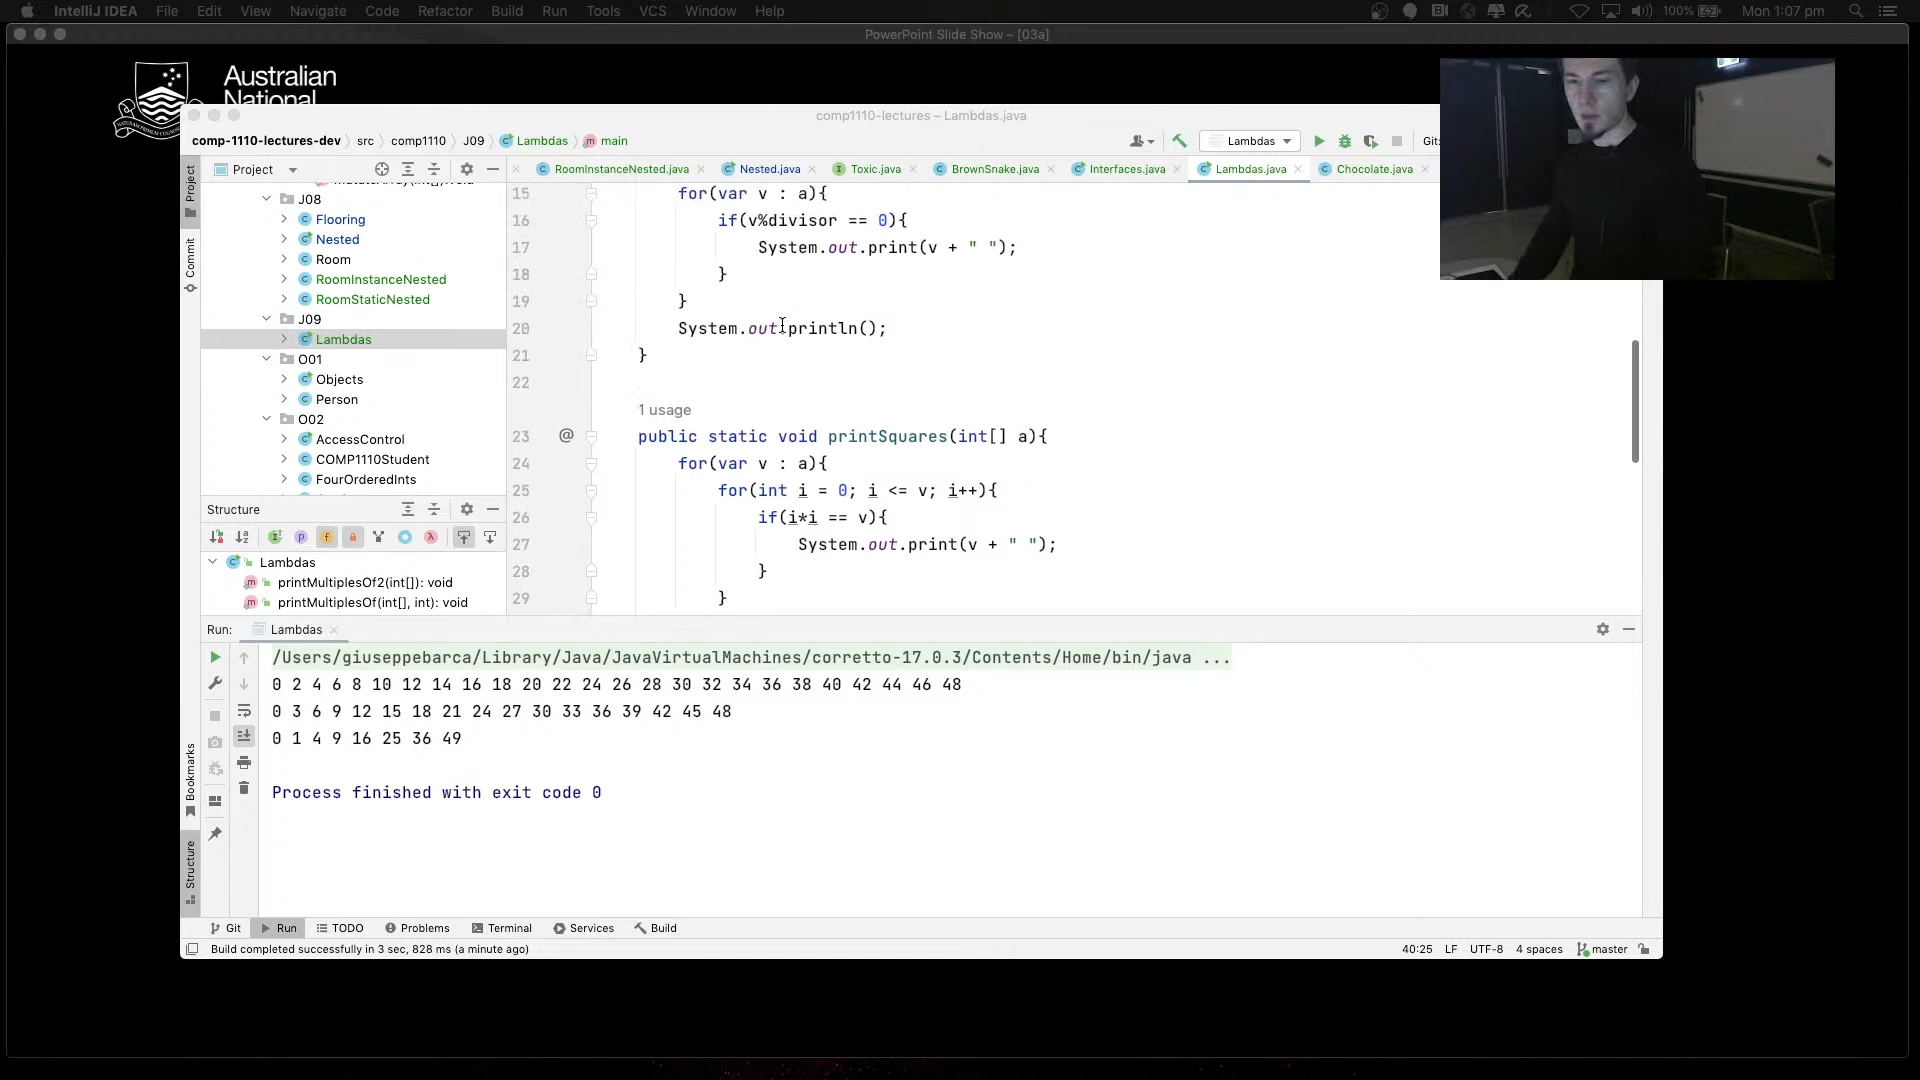 IntelliJ IDEA File Edit View Navigate Code Refactor Build Run Tools VCS Window Help 100% Mon 1:07 pm
PowerPoint Slide Show – [03a]
Australian
National
comp1110-lectures – Lambdas.java
comp-1110-lectures-dev src comp1110 J09 Lambdas main Lambdas Git:
Project RoomInstanceNested.java Nested.java Toxic.java BrownSnake.java Interfaces.java Lambdas.java Chocolate.java
Project
Commit
Bookmarks
Structure
J08
Flooring
Nested
Room
RoomInstanceNested
RoomStaticNested
J09
Lambdas
O01
Objects
Person
O02
AccessControl
COMP1110Student
FourOrderedInts
Structure
Lambdas
printMultiplesOf2(int[]): void
printMultiplesOf(int[], int): void
15 for(var v : a){
16 if(v%divisor == 0){
17 System.out.print(v + " ");
18 }
19 }
20 System.out.println();
21 }
22
1 usage
23 @ public static void printSquares(int[] a){
24 for(var v : a){
25 for(int i = 0; i <= v; i++){
26 if(i*i == v){
27 System.out.print(v + " ");
28 }
29 }
Run: Lambdas
/Users/giuseppebarca/Library/Java/JavaVirtualMachines/corretto-17.0.3/Contents/Home/bin/java ...
0 2 4 6 8 10 12 14 16 18 20 22 24 26 28 30 32 34 36 38 40 42 44 46 48
0 3 6 9 12 15 18 21 24 27 30 33 36 39 42 45 48
0 1 4 9 16 25 36 49
Process finished with exit code 0
Git Run TODO Problems Terminal Services Build
Build completed successfully in 3 sec, 828 ms (a minute ago) 40:25 LF UTF-8 4 spaces master